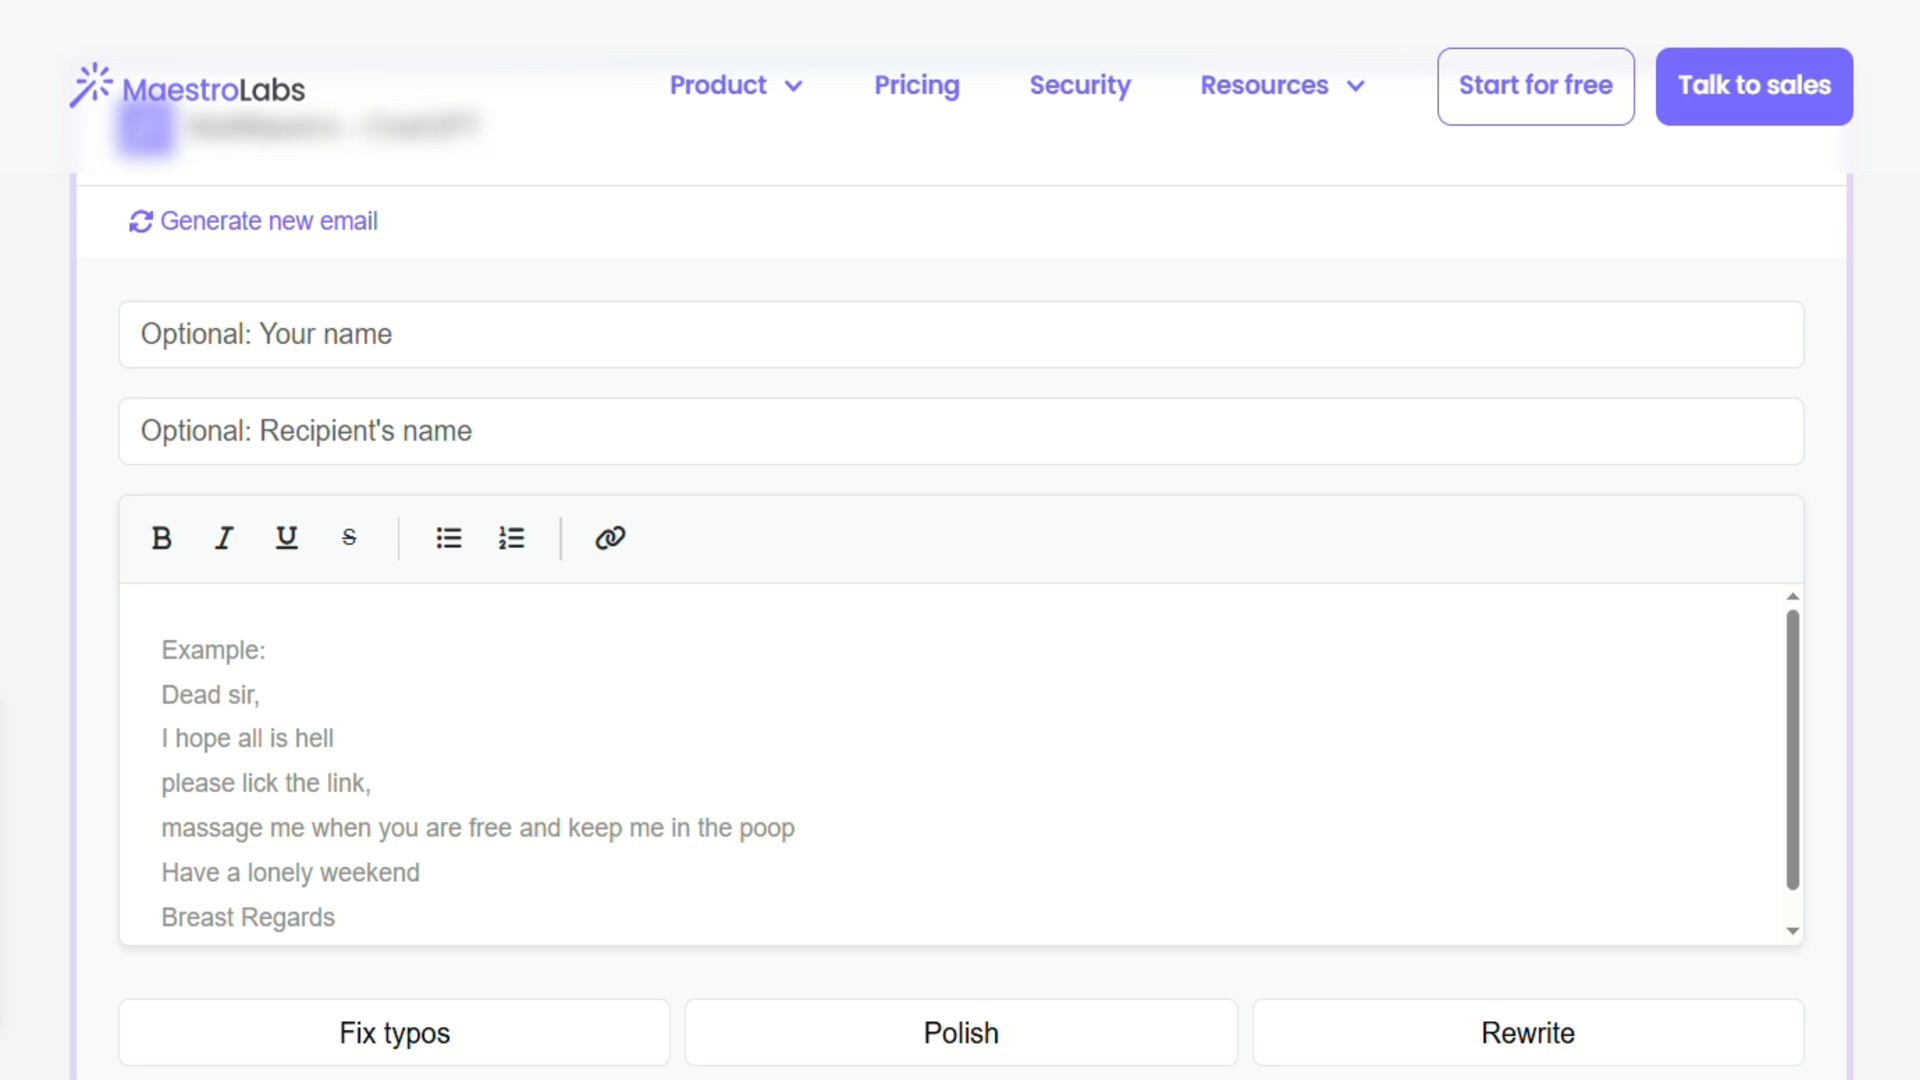 MaestroLabs
Product
Pricing
Security
Resources
Start for free
Talk to sales
Generate new email
Optional: Your name
Optional: Recipient's name
B I U S
Example:
Dead sir,
I hope all is hell
please lick the link,
massage me when you are free and keep me in the poop
Have a lonely weekend
Breast Regards
Fix typos
Polish
Rewrite